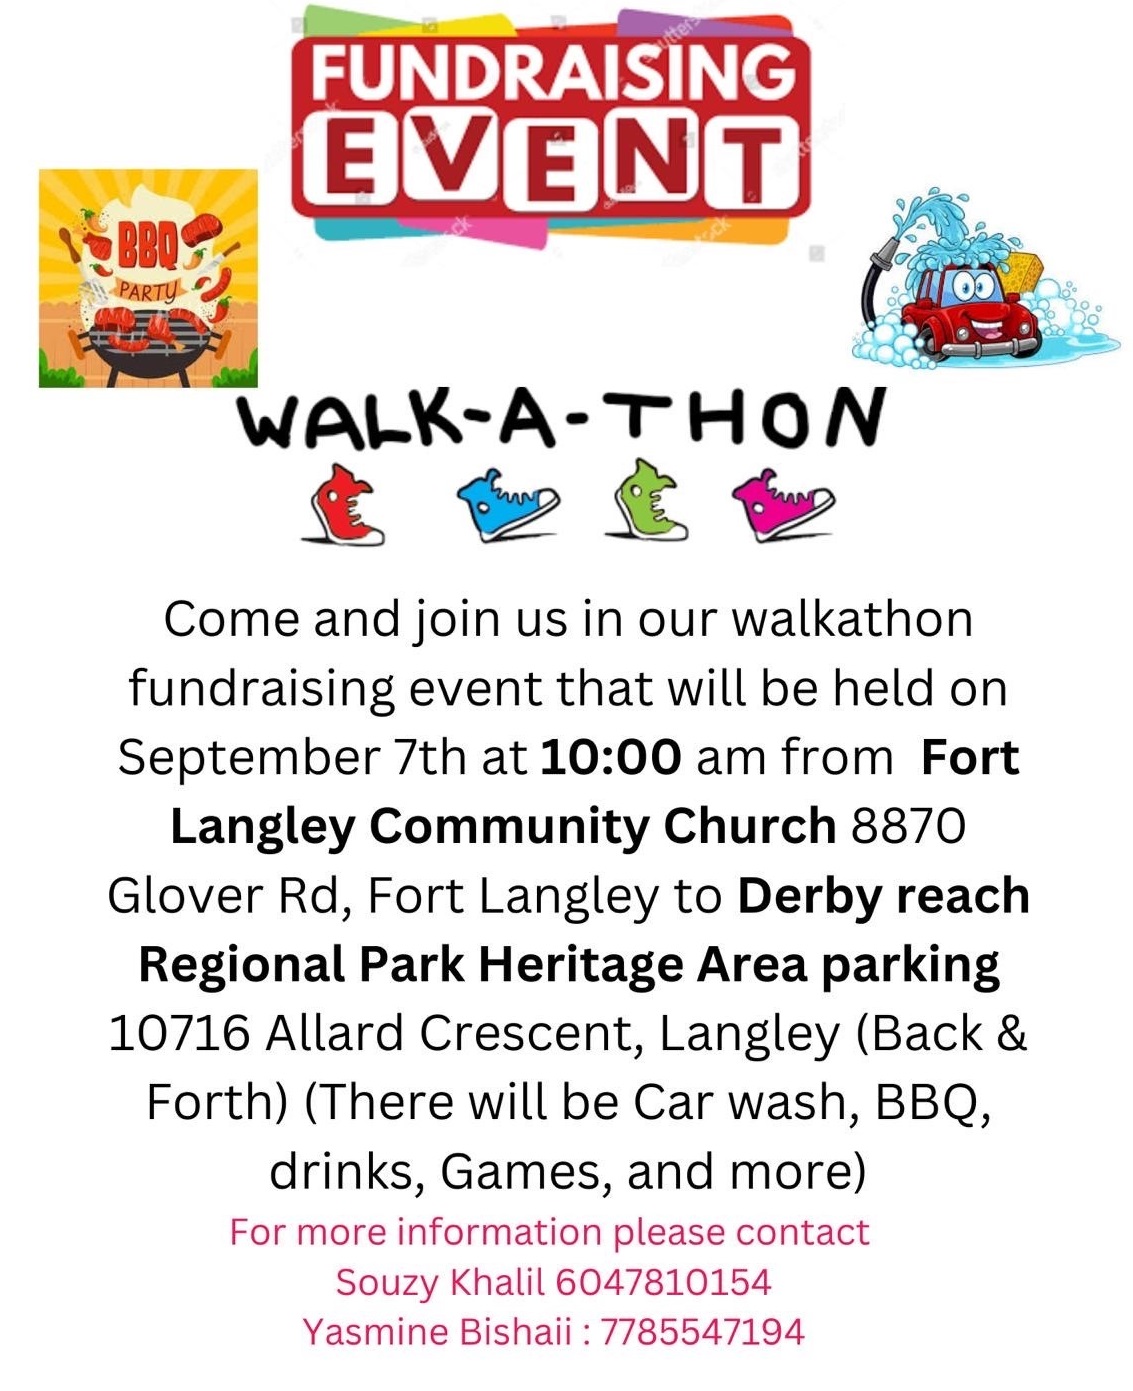 FUNDRAISING
EVENT
BBQ
PARTY
WALK-A-THON
Come and join us in our walkathon
fundraising event that will be held on
September 7th at 10:00 am from Fort
Langley Community Church 8870
Glover Rd, Fort Langley to Derby reach
Regional Park Heritage Area parking
10716 Allard Crescent, Langley (Back &
Forth) (There will be Car wash, BBQ,
drinks, Games, and more)
For more information please contact
Souzy Khalil 6047810154
Yasmine Bishaii : 7785547194